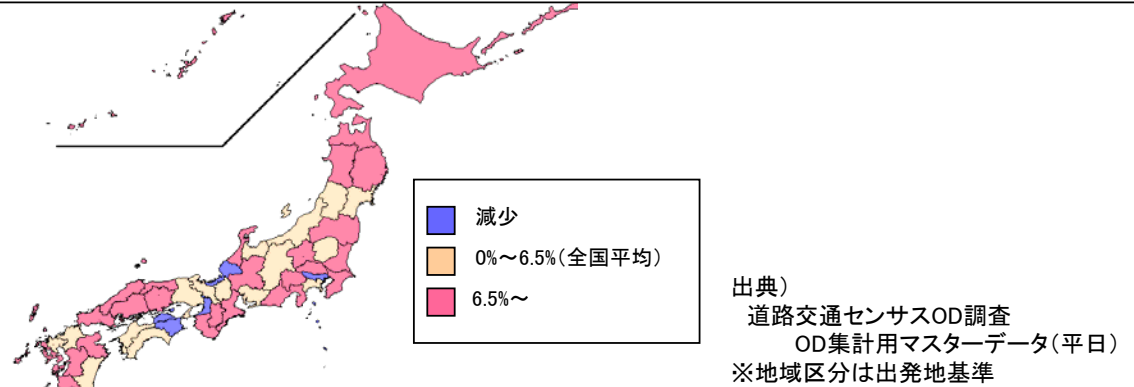 減少
0%～6.5%(全国平均)
6.5%～
出典）
道路交通センサスOD調査
OD集計用マスターデータ(平日)
※地域区分は出発地基準